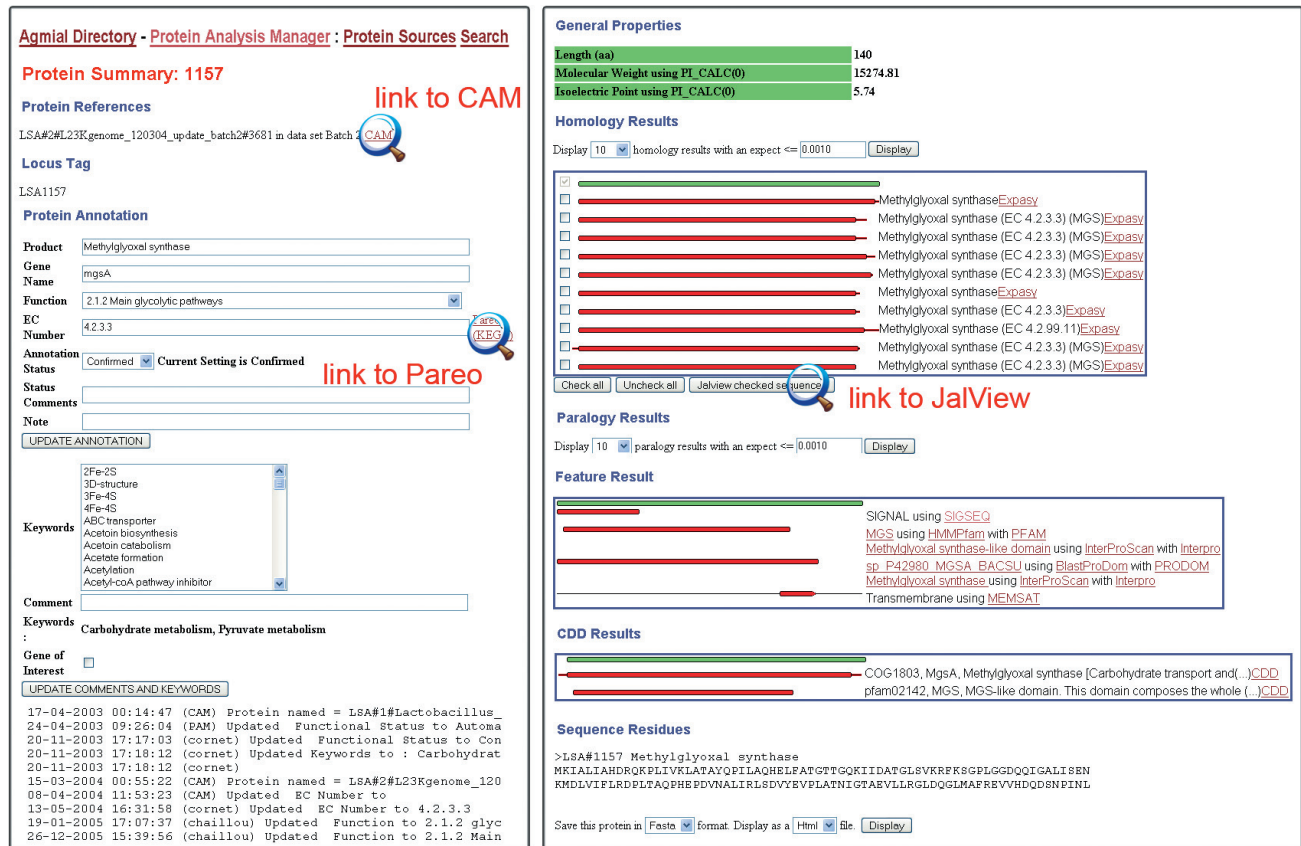 Agmial Directory - Protein Analysis Manager : Protein Sources Search
Protein Summary: 1157
Protein References
link to CAM
LSA#2#L23Kgenome_120304_update_batch2#3681 in data set Batch 2 CAM
Locus Tag
LSA1157
Protein Annotation
Product Methylglyoxal synthase
Gene Name mgsA
Function 2.1.2 Main glycolytic pathways
EC Number 4.2.3.3 Pareo (KEGG)
Annotation Status Confirmed Current Setting is Confirmed
link to Pareo
Status Comments
Note
UPDATE ANNOTATION
Keywords
2Fe-2S
3D-structure
3Fe-4S
4Fe-4S
ABC transporter
Acetoin biosynthesis
Acetoin catabolism
Acetate formation
Acetylation
Acetyl-coA pathway inhibitor
Comment
Keywords : Carbohydrate metabolism, Pyruvate metabolism
Gene of Interest
UPDATE COMMENTS AND KEYWORDS
17-04-2003 00:14:47 (CAM) Protein named = LSA#1#Lactobacillus_
24-04-2003 09:26:04 (PAM) Updated Functional Status to Automa
20-11-2003 17:17:03 (cornet) Updated Functional Status to Con
20-11-2003 17:18:12 (cornet) Updated Keywords to : Carbohydrat
20-11-2003 17:18:12 (cornet)
15-03-2004 00:55:22 (CAM) Protein named = LSA#2#L23Kgenome_120
08-04-2004 11:53:23 (CAM) Updated EC Number to
13-05-2004 16:31:58 (cornet) Updated EC Number to 4.2.3.3
19-01-2005 17:07:37 (chaillou) Updated Function to 2.1.2 glyc
26-12-2005 15:39:56 (chaillou) Updated Function to 2.1.2 Main
General Properties
Length (aa) 140
Molecular Weight using PI_CALC(0) 15274.81
Isoelectric Point using PI_CALC(0) 5.74
Homology Results
Display 10 homology results with an expect <= 0.0010 Display
Methylglyoxal synthaseExpasy
Methylglyoxal synthase (EC 4.2.3.3) (MGS)Expasy
Methylglyoxal synthase (EC 4.2.3.3) (MGS)Expasy
Methylglyoxal synthase (EC 4.2.3.3) (MGS)Expasy
Methylglyoxal synthase (EC 4.2.3.3) (MGS)Expasy
Methylglyoxal synthaseExpasy
Methylglyoxal synthase (EC 4.2.3.3)Expasy
Methylglyoxal synthase (EC 4.2.99.11)Expasy
Methylglyoxal synthase (EC 4.2.3.3) (MGS)Expasy
Methylglyoxal synthase (EC 4.2.3.3) (MGS)Expasy
Check all Uncheck all Jalview checked sequences
link to JalView
Paralogy Results
Display 10 paralogy results with an expect <= 0.0010 Display
Feature Result
SIGNAL using SIGSEQ
MGS using HMMPfam with PFAM
Methylglyoxal synthase-like domain using InterProScan with Interpro
sp_P42980_MGSA_BACSU using BlastProDom with PRODOM
Methylglyoxal synthase using InterProScan with Interpro
Transmembrane using MEMSAT
CDD Results
COG1803, MgsA, Methylglyoxal synthase [Carbohydrate transport and(...)CDD
pfam02142, MGS, MGS-like domain. This domain composes the whole (...)CDD
Sequence Residues
>LSA#1157 Methylglyoxal synthase
MKIALIAHDRQKPLIVKLATAYQPILAQHELFATGTTGQKIIDATGLSVKRFKSGPLGGDQQIGALISEN
KMDLVIFLRDPLTAQPHEPDVNALIRLSDVYEVPLATNIGTAEVLLRGLDQGLMAFREVVHDQDSNPINL
Save this protein in Fasta format. Display as a Html file. Display